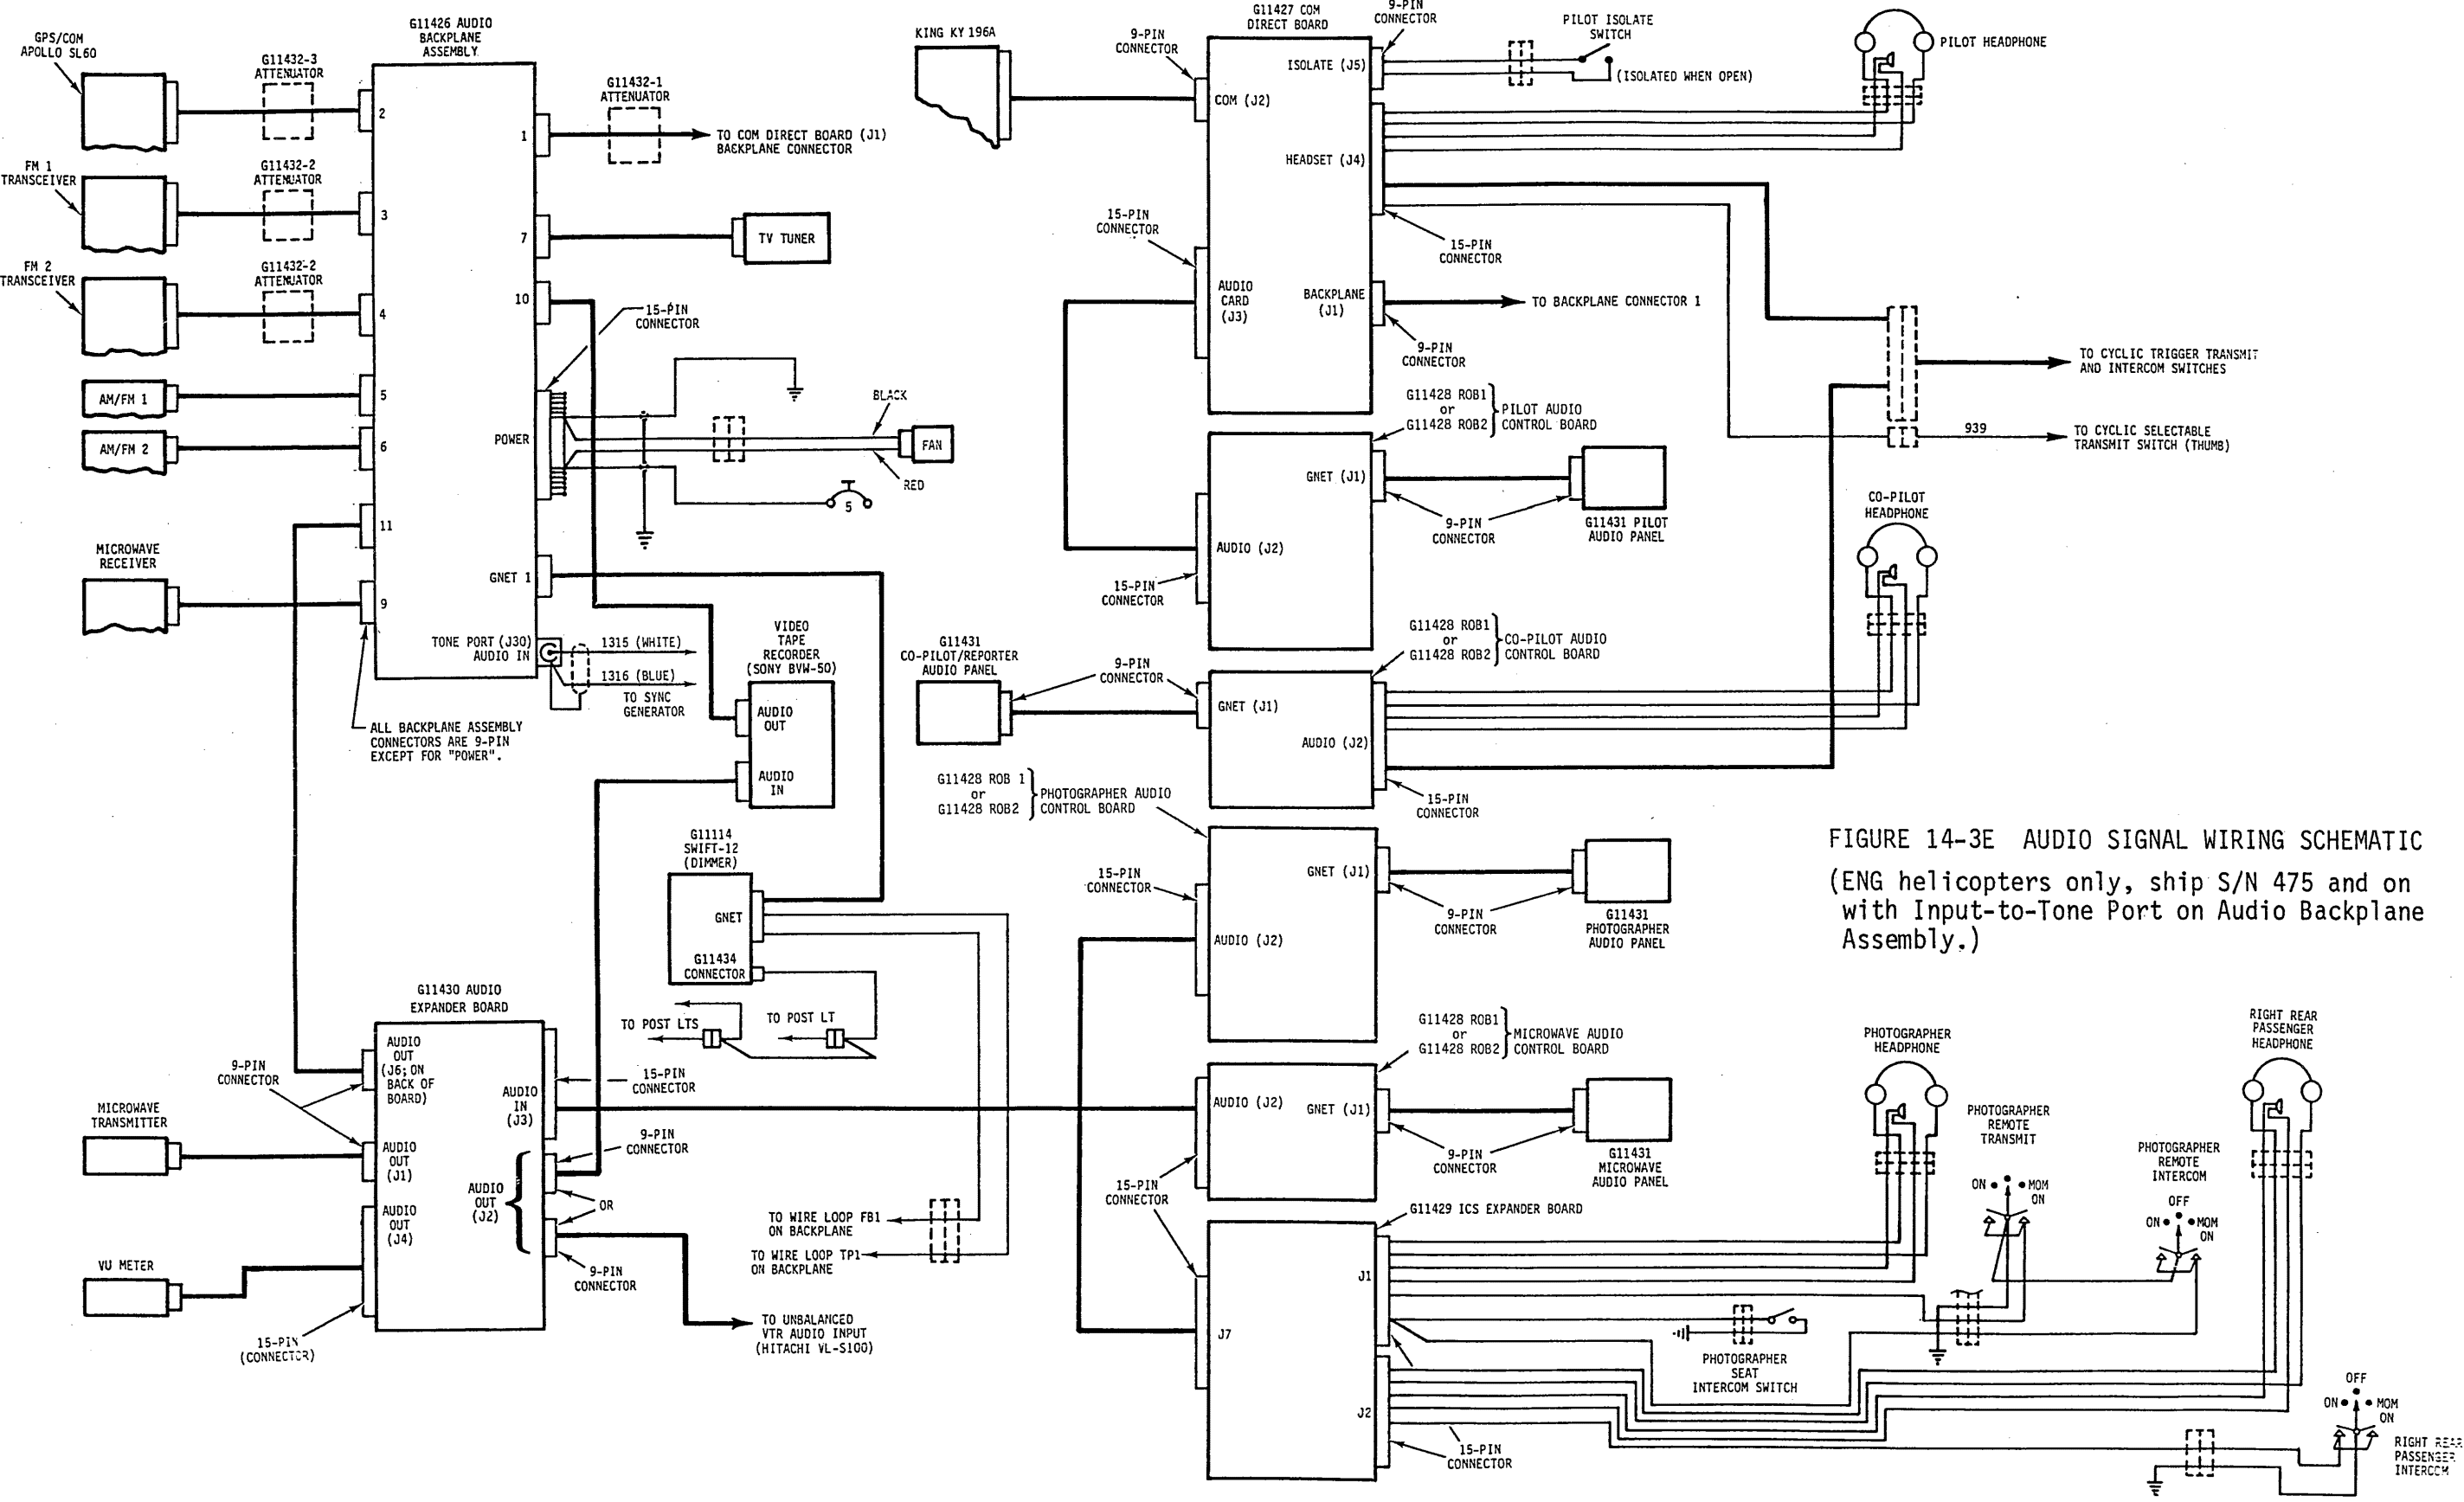 G11426 AUDIO
BACKPLANE
ASSEMBLY
GPS/COM
APOLLO SL60
G11432-3
ATTENUATOR
2
FM 1
TRANSCEIVER
G11432-2
ATTENUATOR
3
FM 2
TRANSCEIVER
G11432-2
ATTENUATOR
4
AM/FM 1
5
AM/FM 2
6
11
MICROWAVE
RECEIVER
9
1
G11432-1
ATTENUATOR
TO COM DIRECT BOARD (J1)
BACKPLANE CONNECTOR
7
TV TUNER
10
15-PIN
CONNECTOR
POWER
BLACK
FAN
RED
5
GNET 1
TONE PORT (J30)
AUDIO IN
1315 (WHITE)
1316 (BLUE)
TO SYNC
GENERATOR
ALL BACKPLANE ASSEMBLY
CONNECTORS ARE 9-PIN
EXCEPT FOR "POWER".
VIDEO
TAPE
RECORDER
(SONY BVW-50)
AUDIO
OUT
AUDIO
IN
G11114
SWIFT-12
(DIMMER)
GNET
G11434
CONNECTOR
TO POST LTS
TO POST LT
G11430 AUDIO
EXPANDER BOARD
AUDIO
OUT
(J6; ON
BACK OF
BOARD)
9-PIN
CONNECTOR
MICROWAVE
TRANSMITTER
AUDIO
OUT
(J1)
AUDIO
OUT
(J4)
VU METER
15-PIN
(CONNECTOR)
AUDIO
IN
(J3)
15-PIN
CONNECTOR
9-PIN
CONNECTOR
AUDIO
OUT
(J2)
OR
9-PIN
CONNECTOR
TO UNBALANCED
VTR AUDIO INPUT
(HITACHI VL-S100)
TO WIRE LOOP FB1
ON BACKPLANE
TO WIRE LOOP TP1
ON BACKPLANE
KING KY 196A
9-PIN
CONNECTOR
G11427 COM
DIRECT BOARD
9-PIN
CONNECTOR
PILOT ISOLATE
SWITCH
(ISOLATED WHEN OPEN)
PILOT HEADPHONE
ISOLATE (J5)
COM (J2)
HEADSET (J4)
15-PIN
CONNECTOR
15-PIN
CONNECTOR
AUDIO
CARD
(J3)
BACKPLANE
(J1)
TO BACKPLANE CONNECTOR 1
9-PIN
CONNECTOR
TO CYCLIC TRIGGER TRANSMIT
AND INTERCOM SWITCHES
939
TO CYCLIC SELECTABLE
TRANSMIT SWITCH (THUMB)
G11428 ROB1
or
G11428 ROB2
PILOT AUDIO
CONTROL BOARD
GNET (J1)
9-PIN
CONNECTOR
G11431 PILOT
AUDIO PANEL
AUDIO (J2)
15-PIN
CONNECTOR
CO-PILOT
HEADPHONE
G11431
CO-PILOT/REPORTER
AUDIO PANEL
9-PIN
CONNECTOR
G11428 ROB1
or
G11428 ROB2
CO-PILOT AUDIO
CONTROL BOARD
GNET (J1)
AUDIO (J2)
15-PIN
CONNECTOR
G11428 ROB 1
or
G11428 ROB2
PHOTOGRAPHER AUDIO
CONTROL BOARD
15-PIN
CONNECTOR
GNET (J1)
AUDIO (J2)
9-PIN
CONNECTOR
G11431
PHOTOGRAPHER
AUDIO PANEL
FIGURE 14-3E AUDIO SIGNAL WIRING SCHEMATIC
(ENG helicopters only, ship S/N 475 and on
with Input-to-Tone Port on Audio Backplane
Assembly.)
G11428 ROB1
or
G11428 ROB2
MICROWAVE AUDIO
CONTROL BOARD
AUDIO (J2)
GNET (J1)
9-PIN
CONNECTOR
G11431
MICROWAVE
AUDIO PANEL
15-PIN
CONNECTOR
G11429 ICS EXPANDER BOARD
J1
J7
J2
15-PIN
CONNECTOR
PHOTOGRAPHER
SEAT
INTERCOM SWITCH
PHOTOGRAPHER
HEADPHONE
PHOTOGRAPHER
REMOTE
TRANSMIT
ON
MOM
ON
PHOTOGRAPHER
REMOTE
INTERCOM
OFF
ON
MOM
ON
RIGHT REAR
PASSENGER
HEADPHONE
OFF
ON
MOM
ON
RIGHT REAR
PASSENGER
INTERCOM